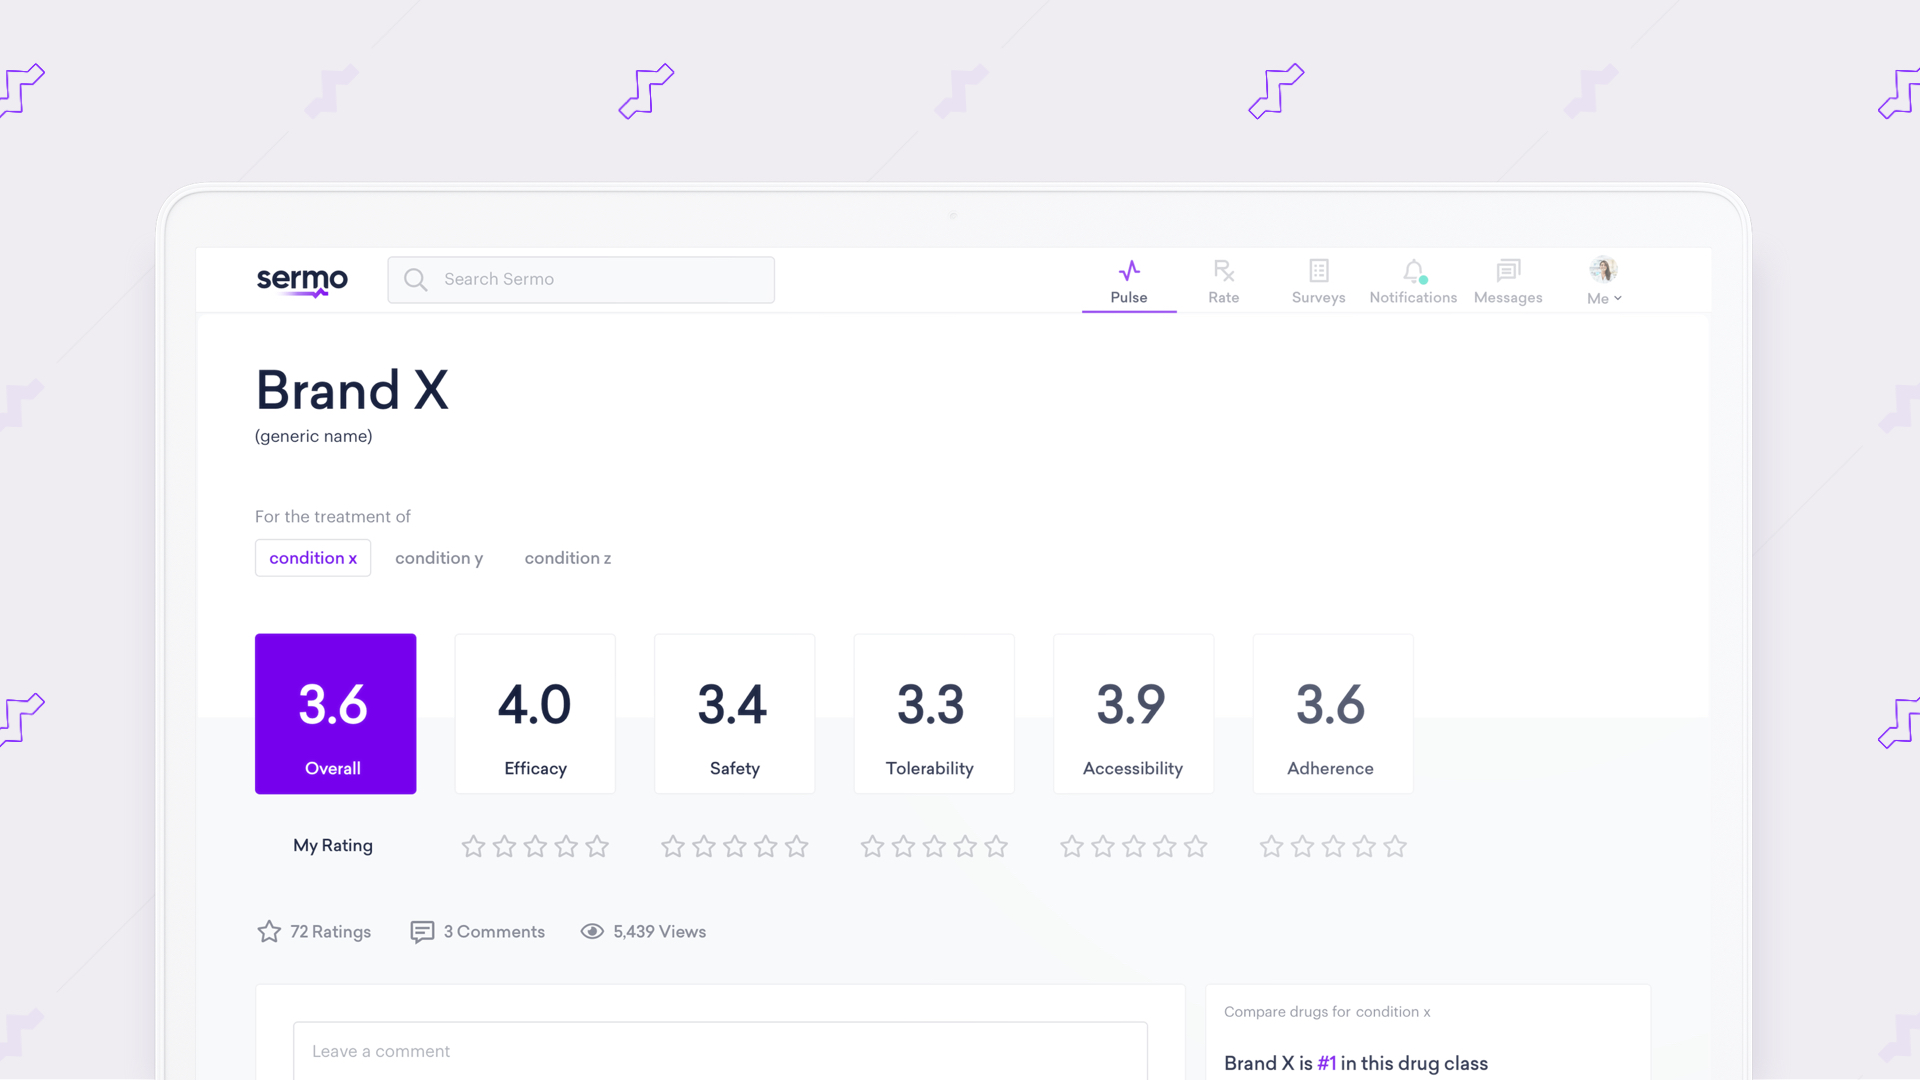 sermo
Search Sermo
Pulse
Rate
Surveys
Notifications
Messages
Me
Brand X
(generic name)
For the treatment of
condition x condition y condition z
3.6 4.0 3.4 3.3 3.9 3.6
Overall Efficacy Safety Tolerability Accessibility Adherence
My Rating
72 Ratings 3 Comments 5,439 Views
Leave a comment
Compare drugs for condition x
Brand X is #1 in this drug class